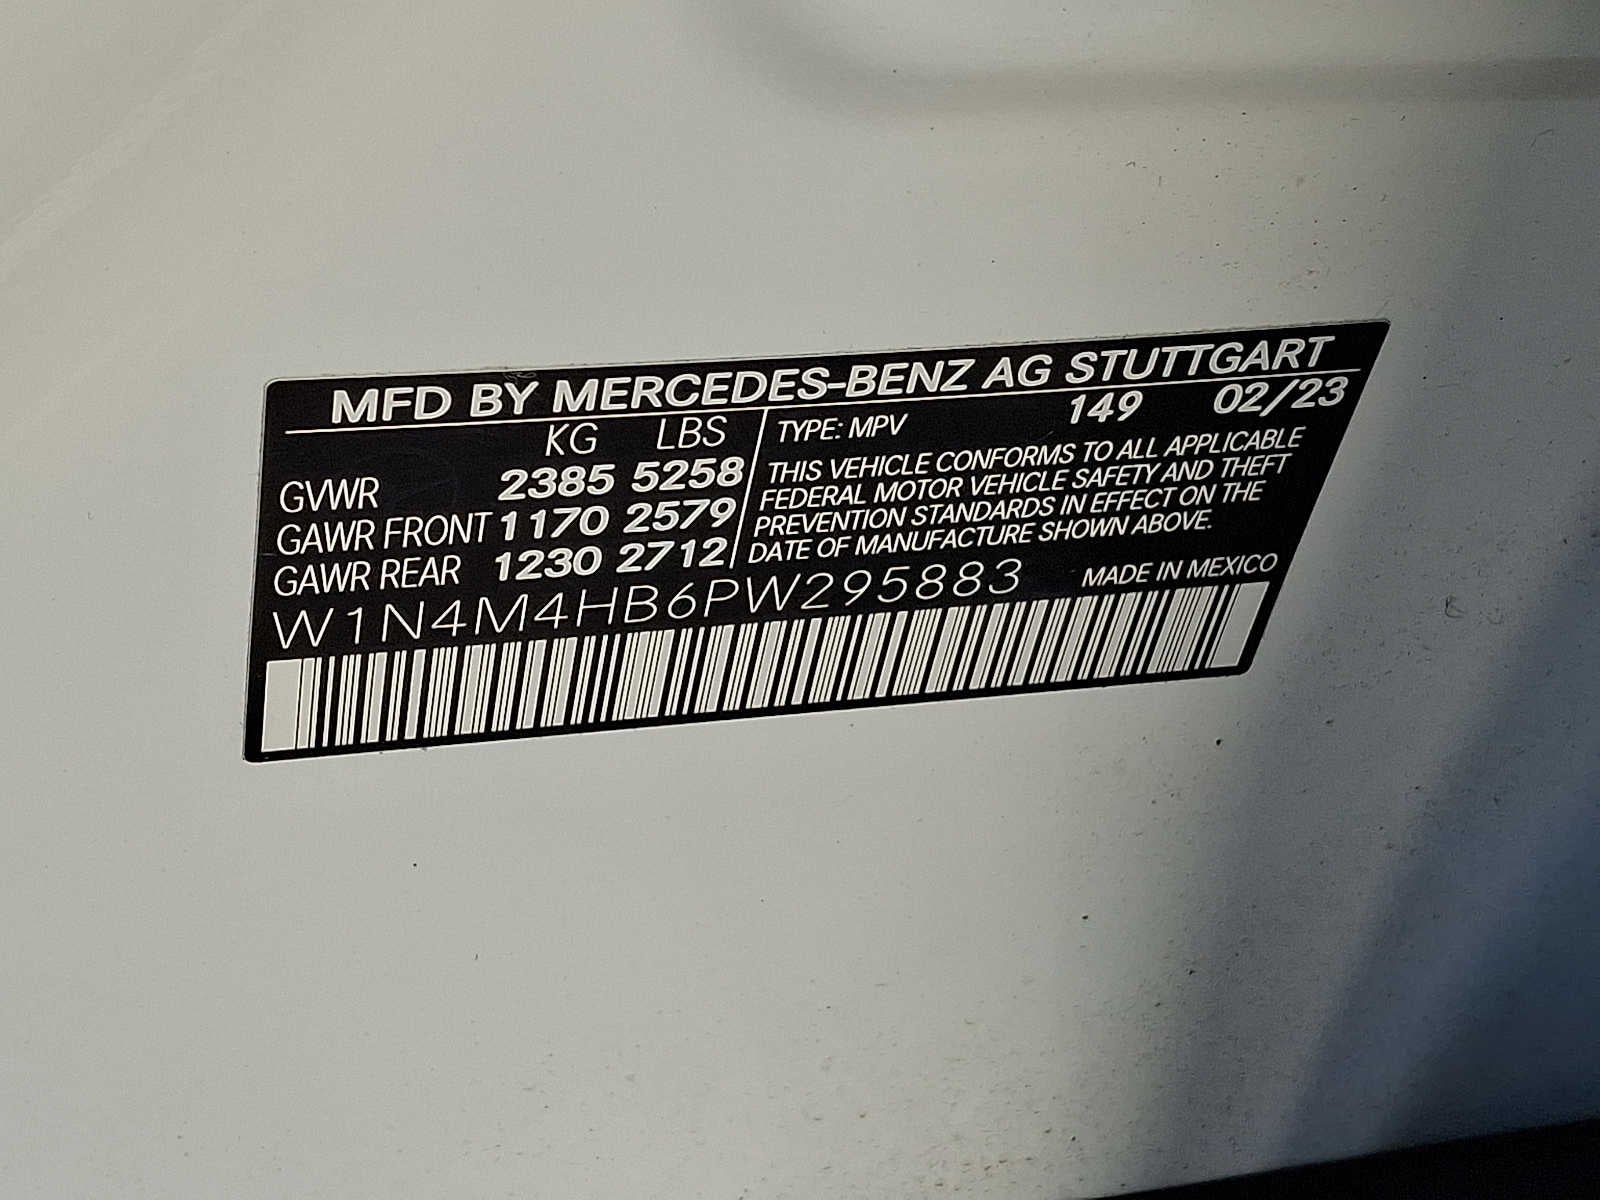 MFD BY MERCEDES-BENZ AG STUTTGART
KG LBS
GVWR 2385 5258
GAWR FRONT 1170 2579
GAWR REAR 1230 2712
TYPE: MPV 149 02/23
THIS VEHICLE CONFORMS TO ALL APPLICABLE
FEDERAL MOTOR VEHICLE SAFETY AND THEFT
PREVENTION STANDARDS IN EFFECT ON THE
DATE OF MANUFACTURE SHOWN ABOVE.
W1N4M4HB6PW295883 MADE IN MEXICO